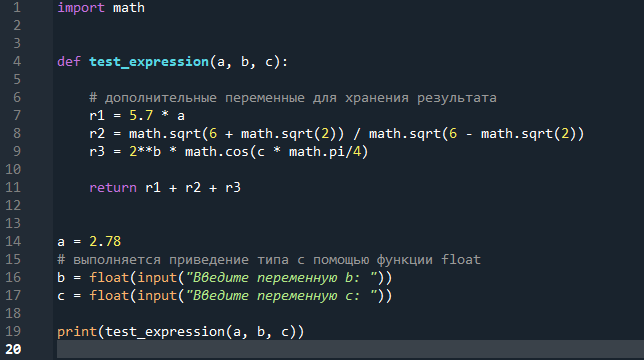 1 import math
2
3
4 def test_expression(a, b, c):
5
6 # дополнительные переменные для хранения результата
7 r1 = 5.7 * a
8 r2 = math.sqrt(6 + math.sqrt(2)) / math.sqrt(6 - math.sqrt(2))
9 r3 = 2**b * math.cos(c * math.pi/4)
10
11 return r1 + r2 + r3
12
13
14 a = 2.78
15 # выполняется приведение типа с помощью функции float
16 b = float(input("Введите переменную b: "))
17 c = float(input("Введите переменную c: "))
18
19 print(test_expression(a, b, c))
20